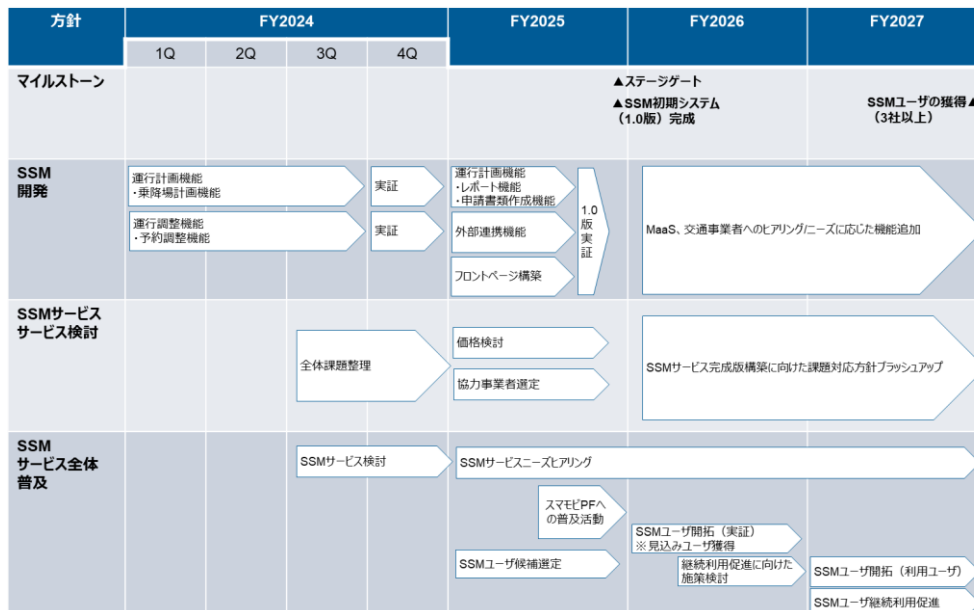 方針
FY2024
FY2025
FY2026
FY2027
1Q
2Q
3Q
4Q
マイルストーン
▲ステージゲート
▲SSM初期システム
（1.0版）完成
SSMユーザの獲得▲
（3社以上）
SSM
開発
運行計画機能
・乗降場計画機能
実証
運行計画機能
・レポート機能
・申請書類作成機能
運行調整機能
・予約調整機能
実証
外部連携機能
フロントページ構築
1.0
版
実
証
MaaS、交通事業者へのヒアリング/ニーズに応じた機能追加
SSMサービス
サービス検討
全体課題整理
価格検討
協力事業者選定
SSMサービス完成版構築に向けた課題対応方針ブラッシュアップ
SSM
サービス全体
普及
SSMサービス検討
SSMサービスニーズヒアリング
スマモビPFへ
の普及活動
SSMユーザ開拓（実証）
※見込みユーザ獲得
SSMユーザ候補選定
継続利用促進に向けた
施策検討
SSMユーザ開拓（利用ユーザ）
SSMユーザ継続利用促進